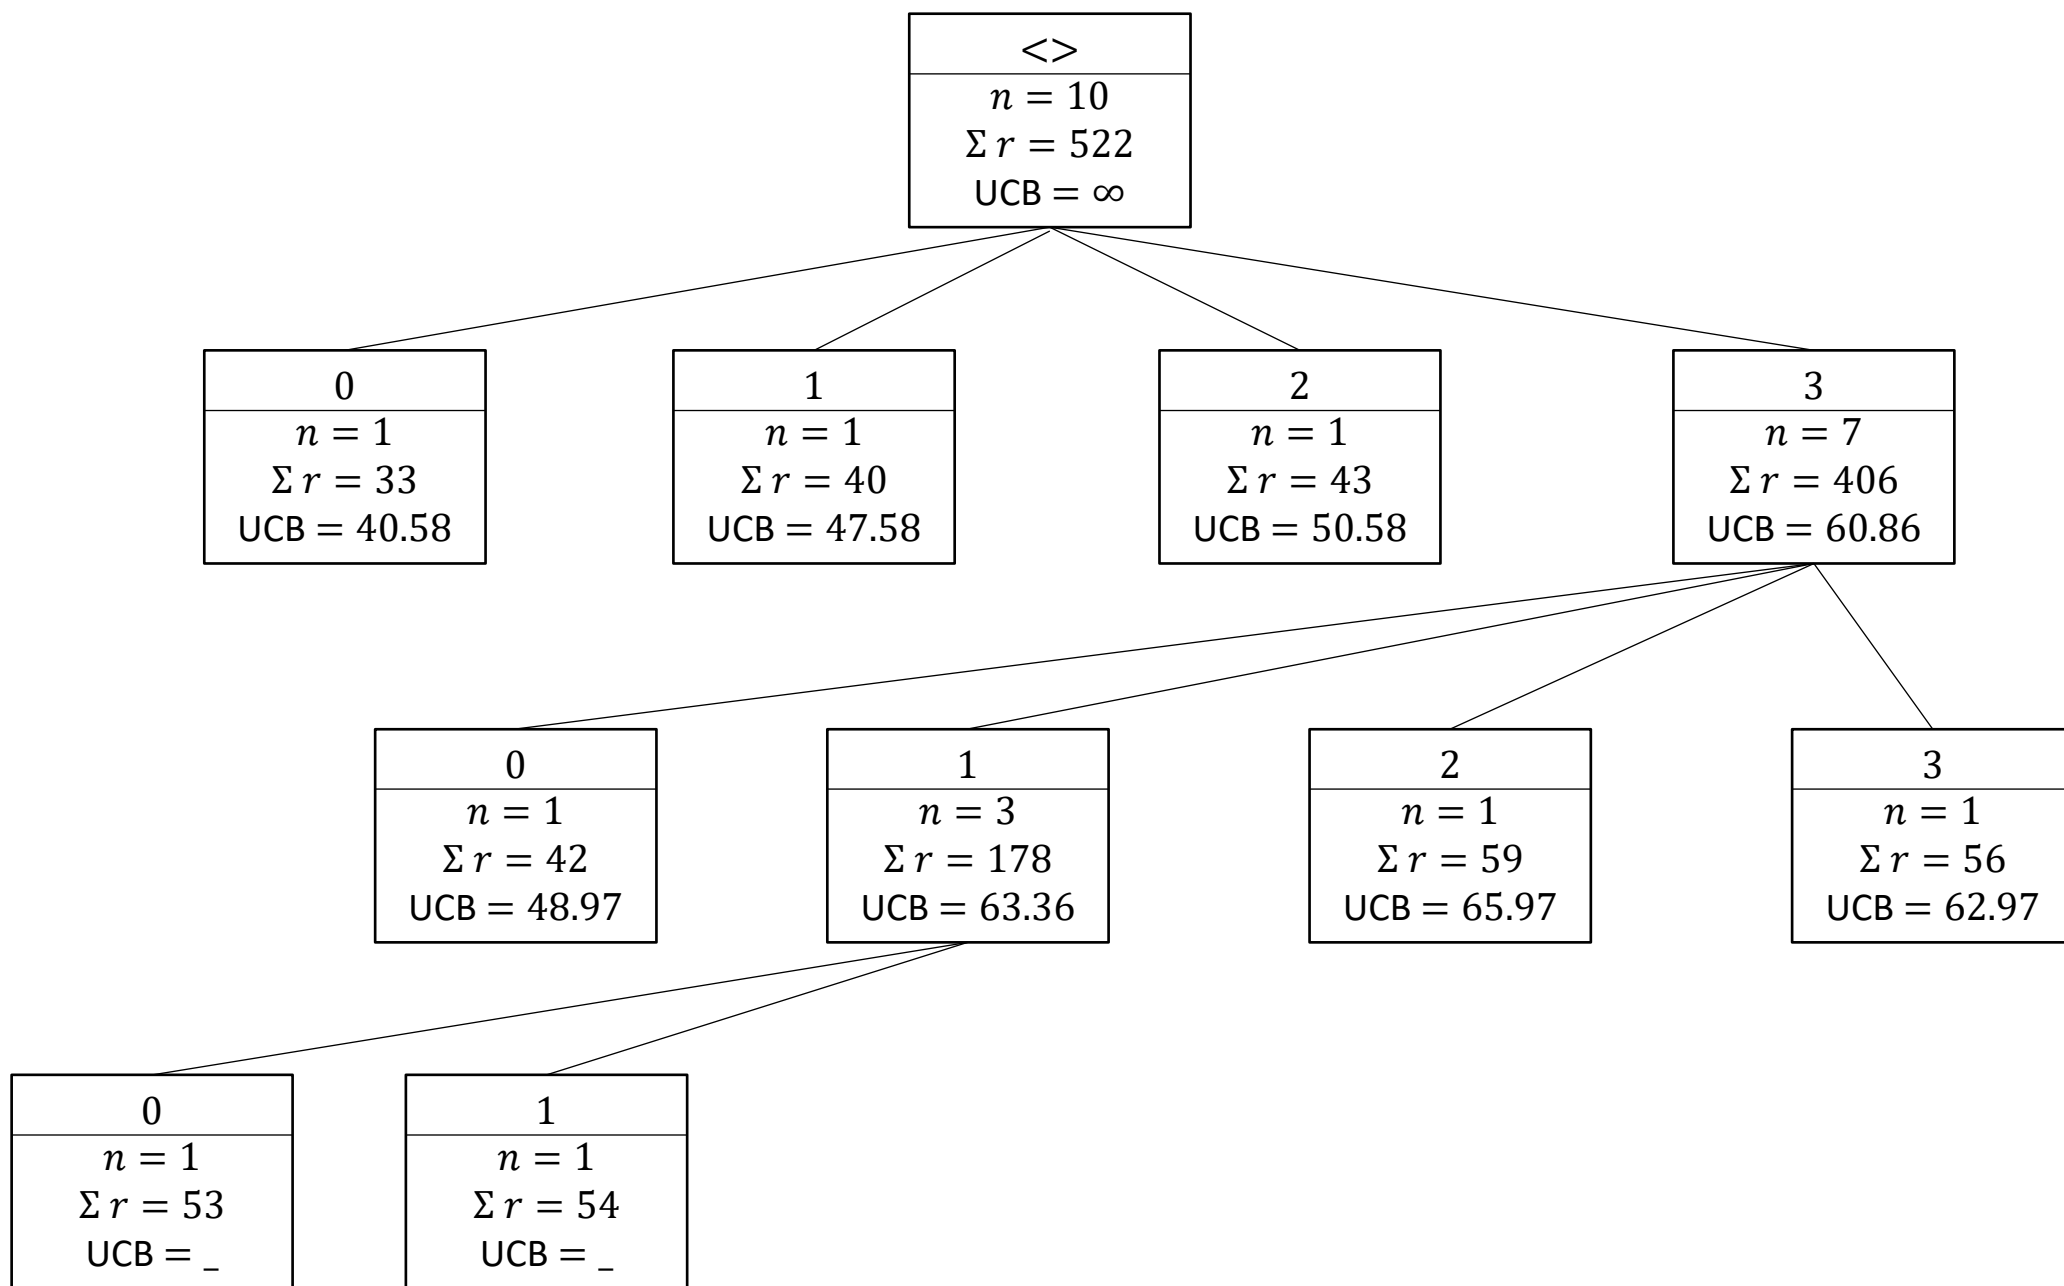 <>
n = 10
Σ r = 522
UCB = ∞
0
n = 1
Σ r = 33
UCB = 40.58
1
n = 1
Σ r = 40
UCB = 47.58
2
n = 1
Σ r = 43
UCB = 50.58
3
n = 7
Σ r = 406
UCB = 60.86
0
n = 1
Σ r = 42
UCB = 48.97
1
n = 3
Σ r = 178
UCB = 63.36
2
n = 1
Σ r = 59
UCB = 65.97
3
n = 1
Σ r = 56
UCB = 62.97
0
n = 1
Σ r = 53
UCB = _
1
n = 1
Σ r = 54
UCB = _